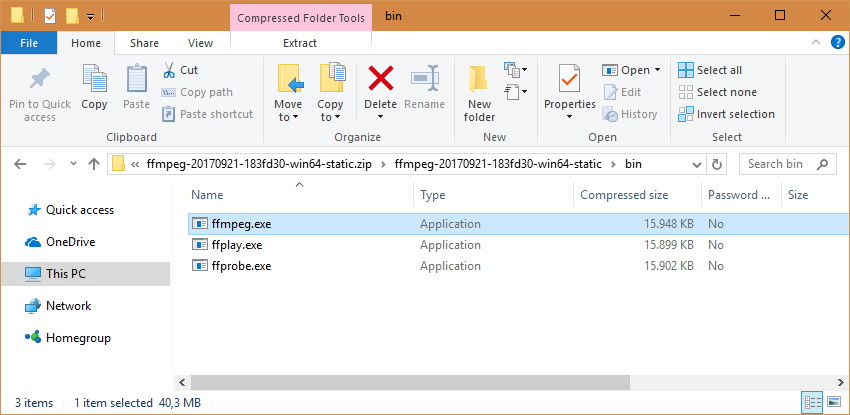 Compressed Folder Tools bin
File Home Share View Extract
Pin to Quick access
Copy
Paste
Cut
Copy path
Paste shortcut
Clipboard
Move to
Copy to
Delete
Rename
Organize
New folder
New
Properties
Open
Edit
History
Open
Select all
Select none
Invert selection
Select
« ffmpeg-20170921-183fd30-win64-static.zip > ffmpeg-20170921-183fd30-win64-static > bin
Search bin
Quick access
OneDrive
This PC
Network
Homegroup
Name Type Compressed size Password ... Size
ffmpeg.exe Application 15.948 KB No
ffplay.exe Application 15.899 KB No
ffprobe.exe Application 15.902 KB No
3 items 1 item selected 40,3 MB